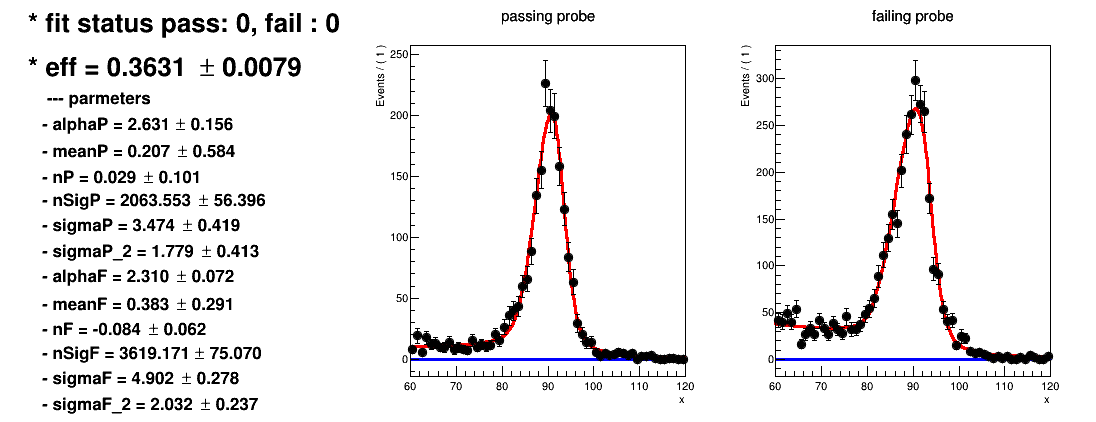 * fit status pass: 0, fail : 0
* eff = 0.3631 ± 0.0079
--- parmeters
- alphaP = 2.631 ± 0.156
- meanP = 0.207 ± 0.584
- nP = 0.029 ± 0.101
- nSigP = 2063.553 ± 56.396
- sigmaP = 3.474 ± 0.419
- sigmaP_2 = 1.779 ± 0.413
- alphaF = 2.310 ± 0.072
- meanF = 0.383 ± 0.291
- nF = -0.084 ± 0.062
- nSigF = 3619.171 ± 75.070
- sigmaF = 4.902 ± 0.278
- sigmaF_2 = 2.032 ± 0.237
passing probe
Events / ( 1 )
250
200
150
100
50
0
60 70 80 90 100 110 120
x
failing probe
Events / ( 1 )
300
250
200
150
100
50
0
60 70 80 90 100 110 120
x